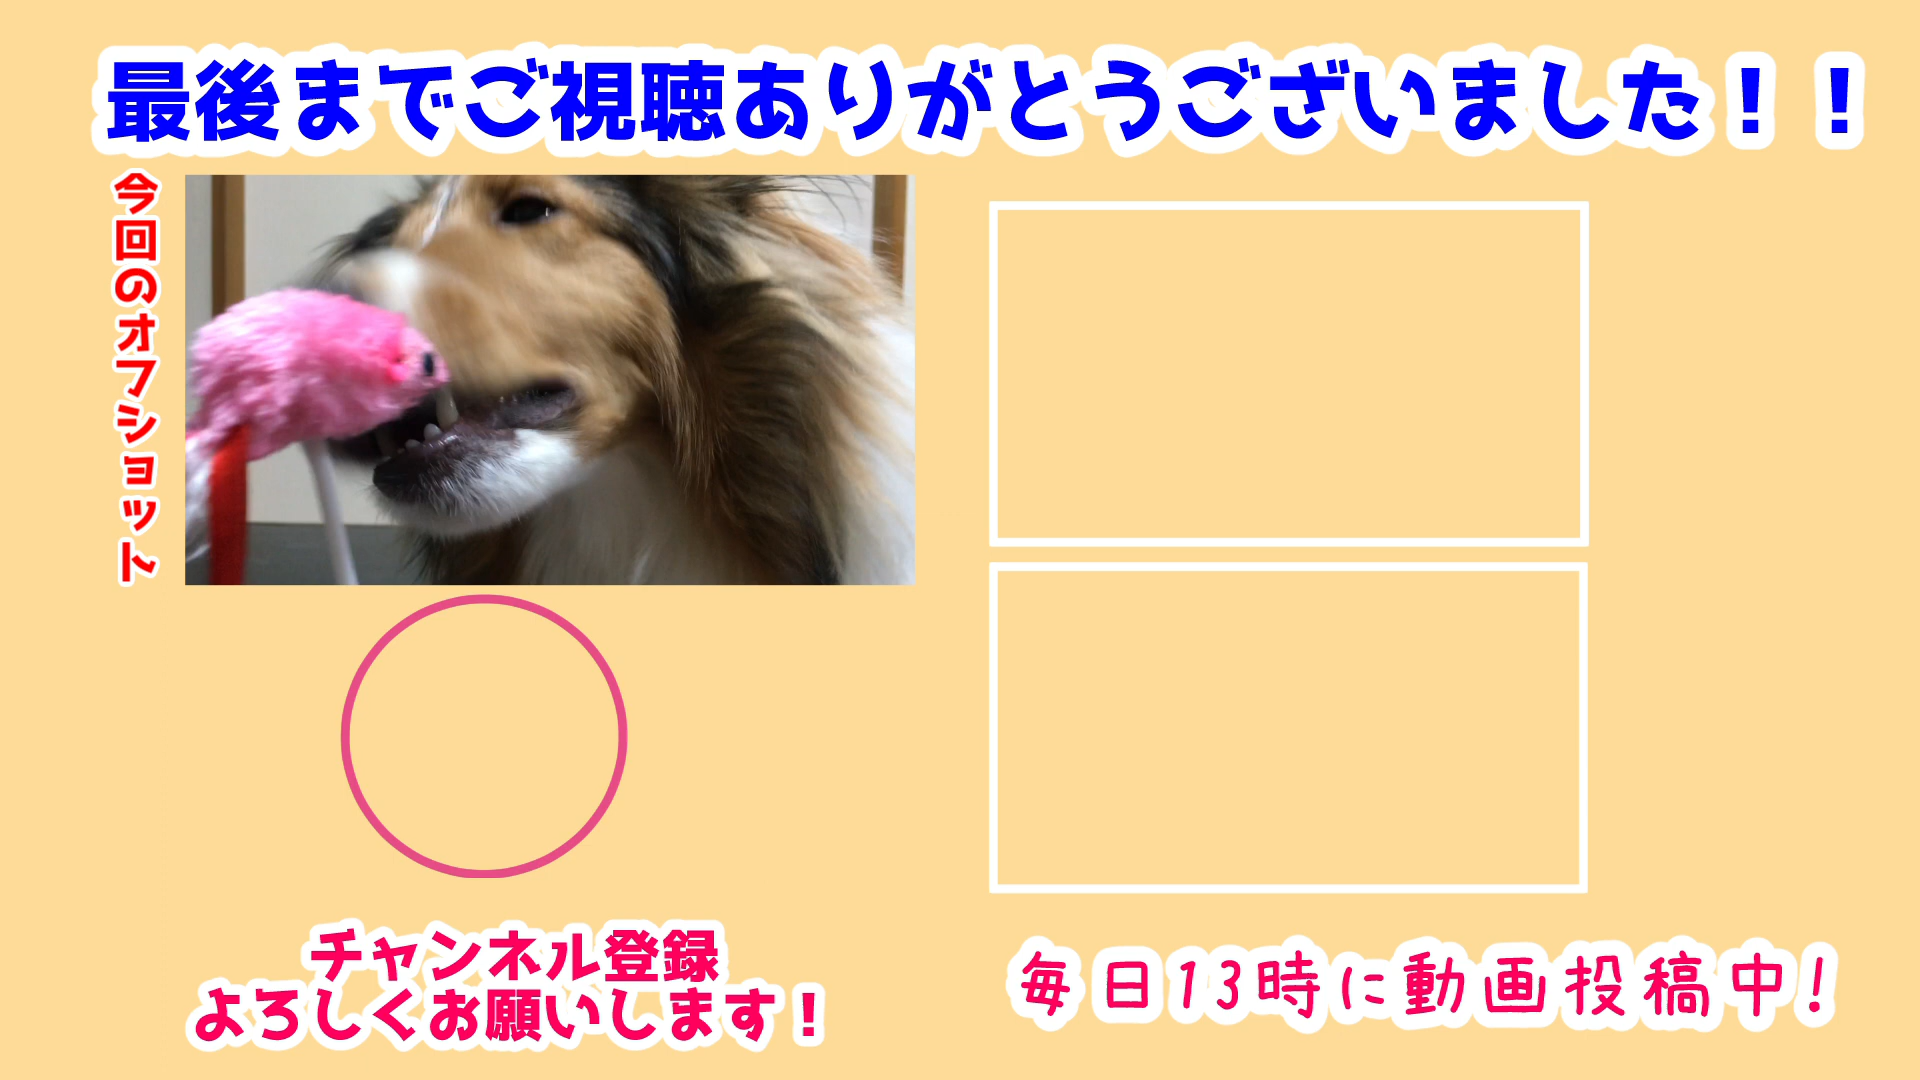 最後までご視聴ありがとうございました！！
今回のオフショット
チャンネル登録
よろしくお願いします！
毎日13時に動画投稿中！